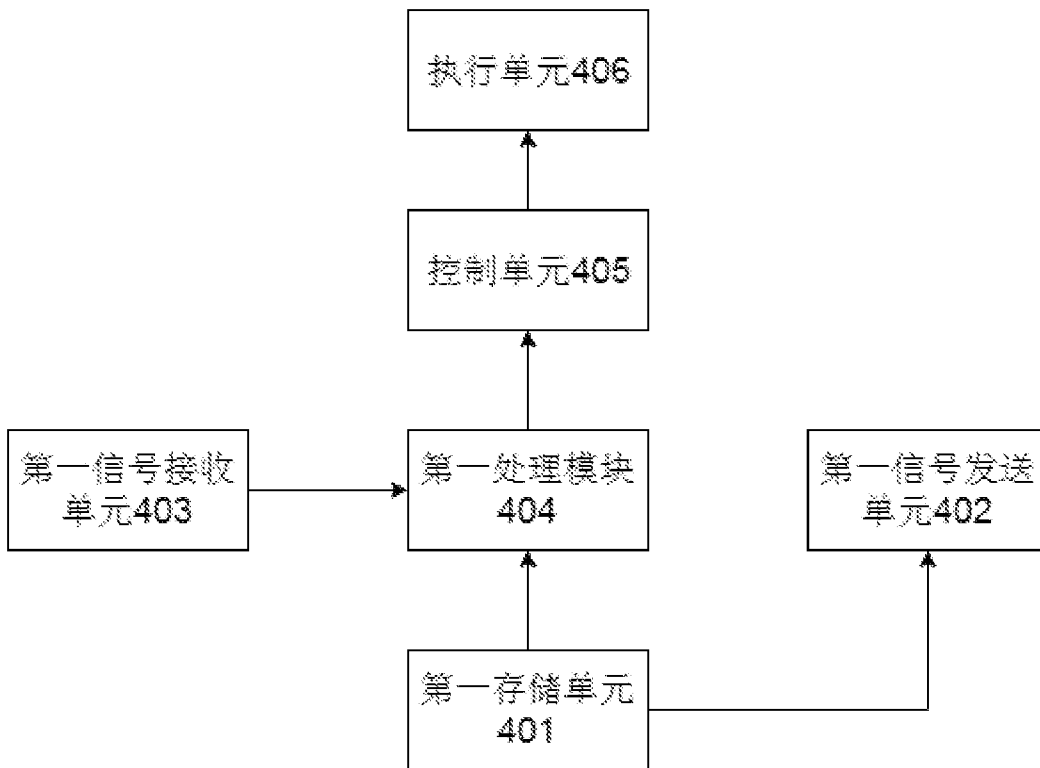 执行单元406
控制单元405
第一信号接收
单元403
第一处理模块
404
第一信号发送
单元402
第一存储单元
401